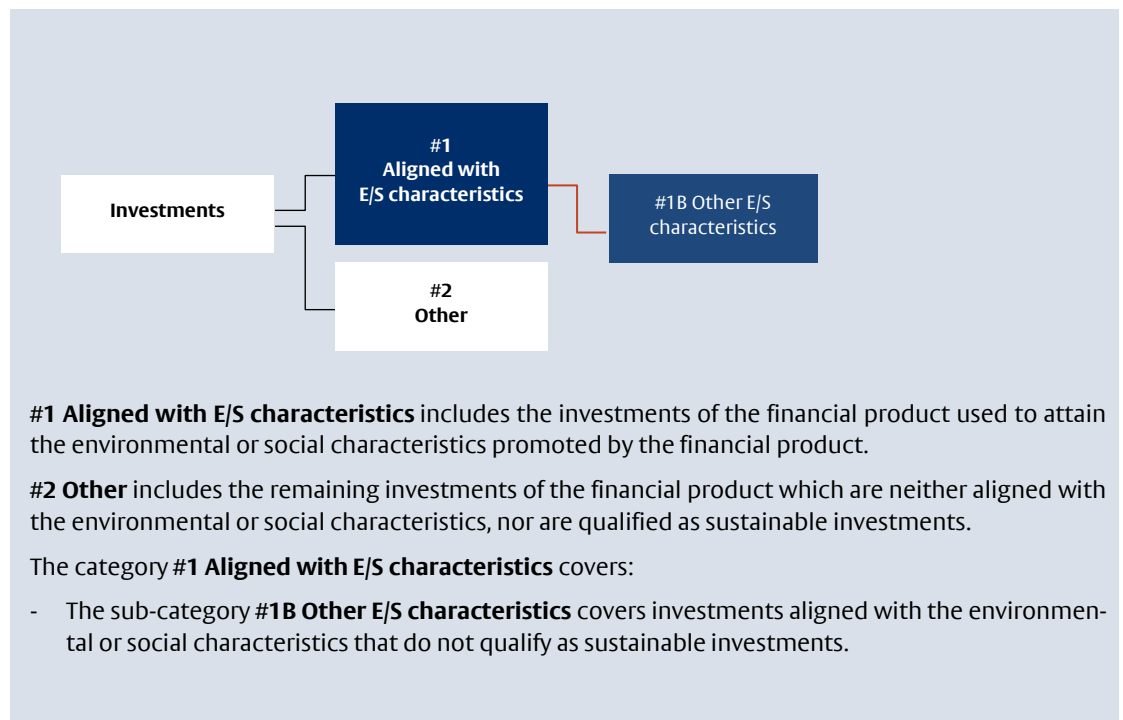 #1
Aligned with
E/S characteristics
Investments
#1B Other E/S
characteristics
#2
Other
#1 Aligned with E/S characteristics includes the investments of the financial product used to attain
the environmental or social characteristics promoted by the financial product.
#2 Other includes the remaining investments of the financial product which are neither aligned with
the environmental or social characteristics, nor are qualified as sustainable investments.
The category #1 Aligned with E/S characteristics covers:
- The sub-category #1B Other E/S characteristics covers investments aligned with the environmen-
tal or social characteristics that do not qualify as sustainable investments.